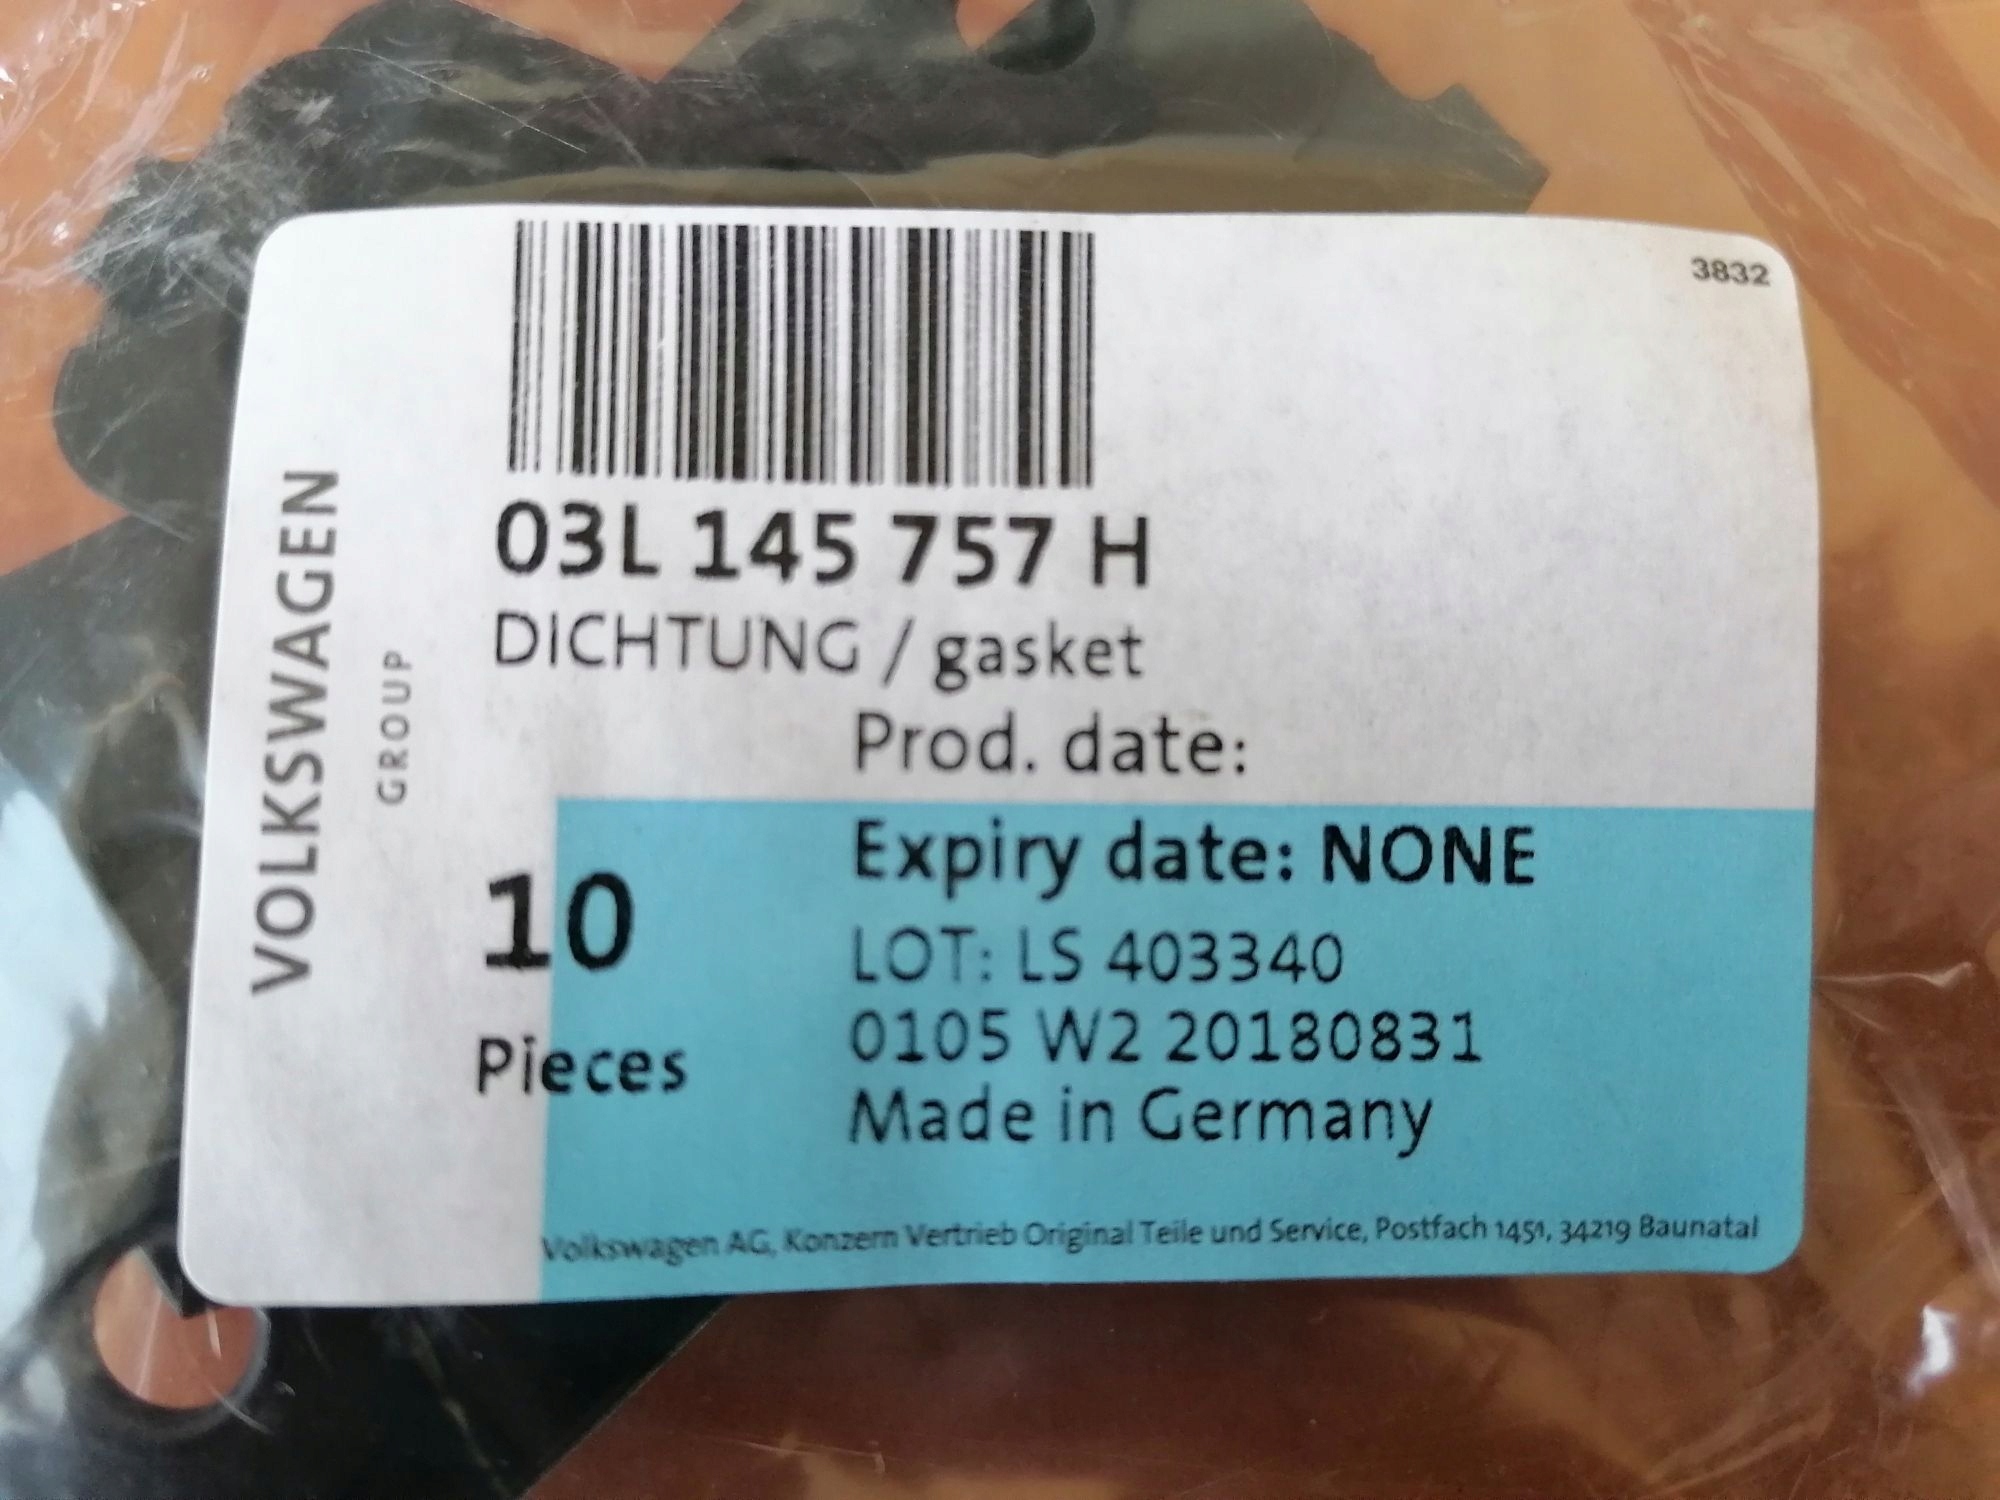 3832
VOLKSWAGEN
GROUP
03L 145 757 H
DICHTUNG / gasket
Prod. date:
Expiry date: NONE
10
Pieces
LOT: LS 403340
0105 W2 20180831
Made in Germany
Volkswagen AG, Konzern Vertrieb Original Teile und Service, Postfach 1451, 34219 Baunatal